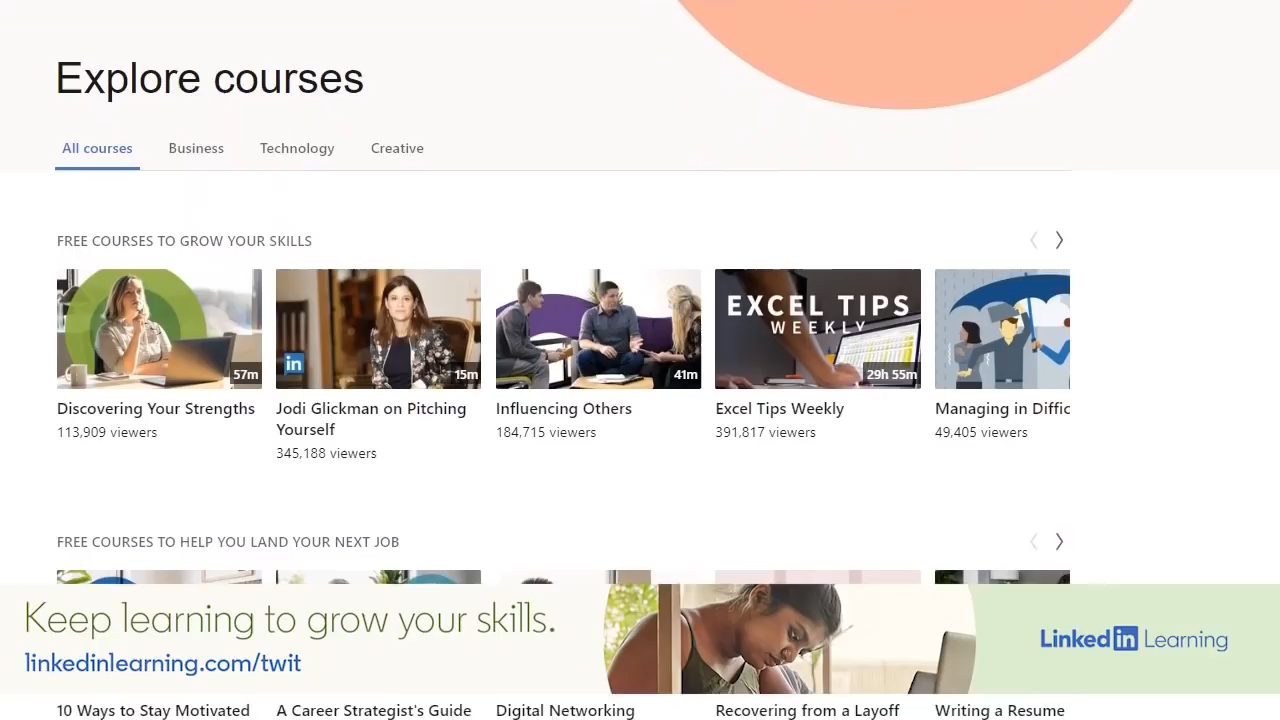 Explore courses
All courses
Business
Technology
Creative
FREE COURSES TO GROW YOUR SKILLS
57m
in
15m
41m
EXCEL TIPS
WEEKLY
29h 55m
Discovering Your Strengths
113,909 viewers
Jodi Glickman on Pitching
Yourself
345,188 viewers
Influencing Others
184,715 viewers
Excel Tips Weekly
391,817 viewers
Managing in Diffic
49,405 viewers
FREE COURSES TO HELP YOU LAND YOUR NEXT JOB
Keep learning to grow your skills.
linkedinlearning.com/twit
Linked in Learning
10 Ways to Stay Motivated
A Career Strategist's Guide
Digital Networking
Recovering from a Layoff
Writing a Resume